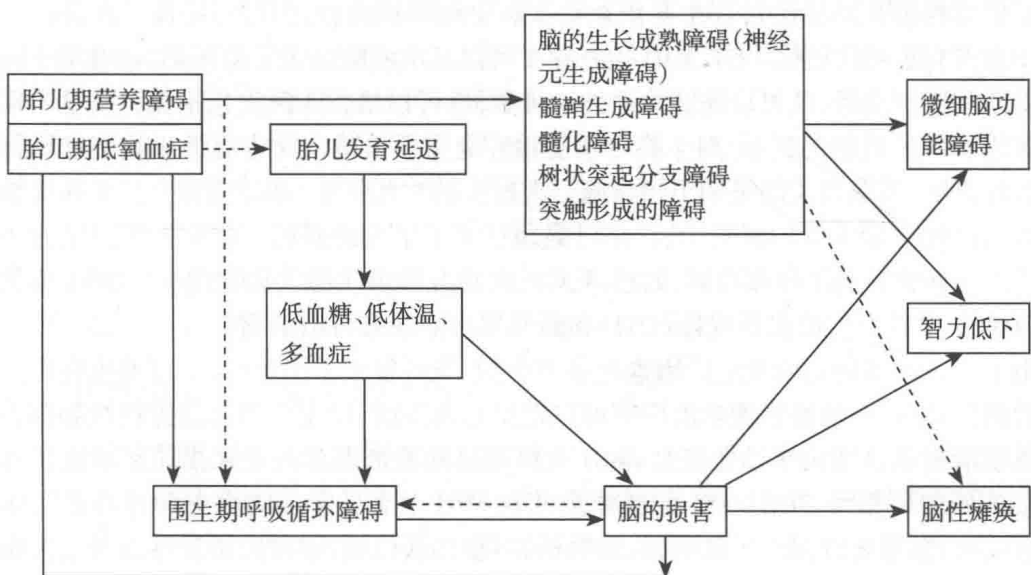 胎儿期营养障碍
胎儿期低氧血症
胎儿发育延迟
脑的生长成熟障碍(神经
元生成障碍)
髓鞘生成障碍
髓化障碍
树状突起分支障碍
突触形成的障碍
微细脑功
能障碍
低血糖、低体温、
多血症
智力低下
围生期呼吸循环障碍
脑的损害
脑性瘫痪